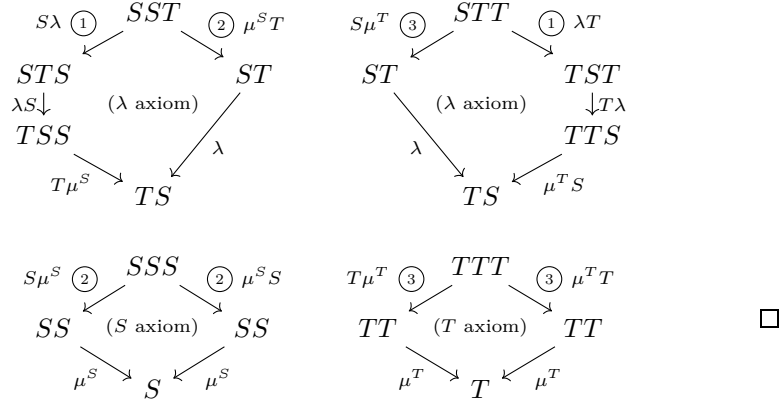 SST STT
Sλ ① ② μ^S T Sμ^T ③ ① λT
STS ST ST TST
λS (λ axiom) (λ axiom) Tλ
TSS TTS
λ λ
Tμ^S μ^T S
TS TS
SSS TTT
Sμ^S ② ② μ^S S Tμ^T ③ ③ μ^T T
SS (S axiom) SS TT (T axiom) TT
μ^S μ^S μ^T μ^T
S T